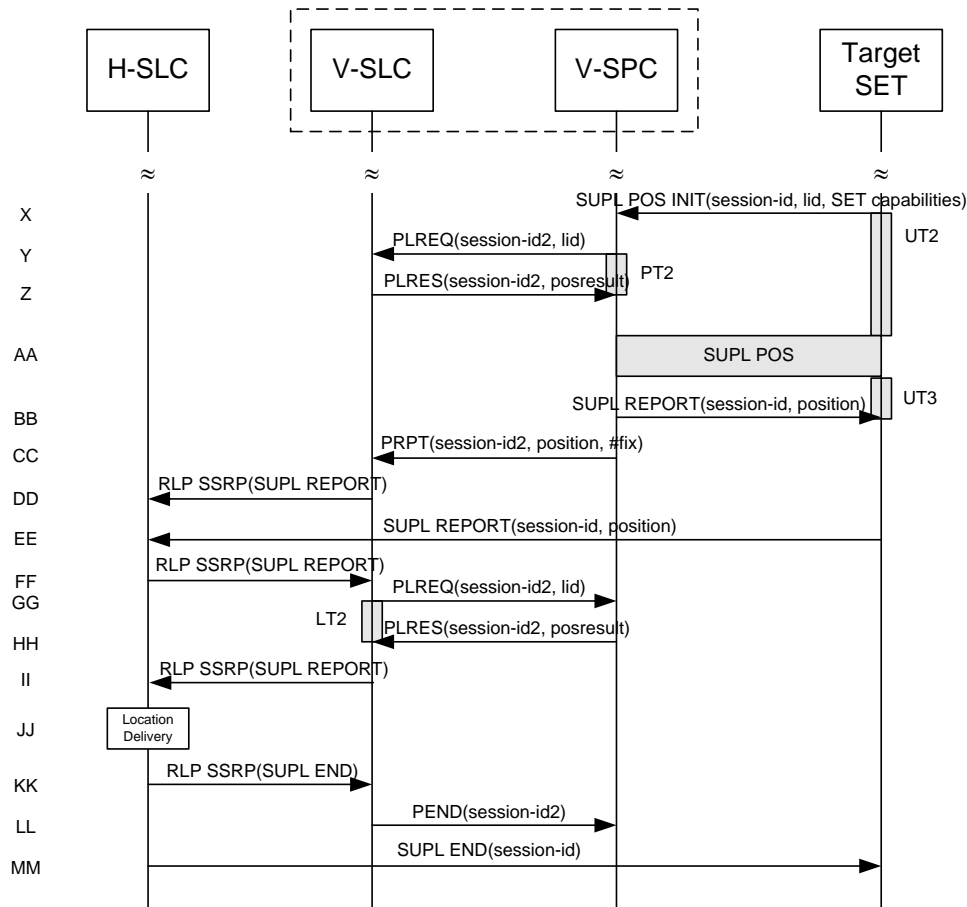 H-SLC
V-SLC
V-SPC
Target
SET
≈ ≈ ≈ ≈
X
SUPL POS INIT(session-id, lid, SET capabilities)
UT2
Y
PLREQ(session-id2, lid)
PT2
Z
PLRES(session-id2, posresult)
AA
SUPL POS
UT3
BB
SUPL REPORT(session-id, position)
CC
PRPT(session-id2, position, #fix)
DD
RLP SSRP(SUPL REPORT)
EE
SUPL REPORT(session-id, position)
FF
RLP SSRP(SUPL REPORT)
GG
PLREQ(session-id2, lid)
LT2
HH
PLRES(session-id2, posresult)
II
RLP SSRP(SUPL REPORT)
JJ
Location
Delivery
KK
RLP SSRP(SUPL END)
LL
PEND(session-id2)
MM
SUPL END(session-id)